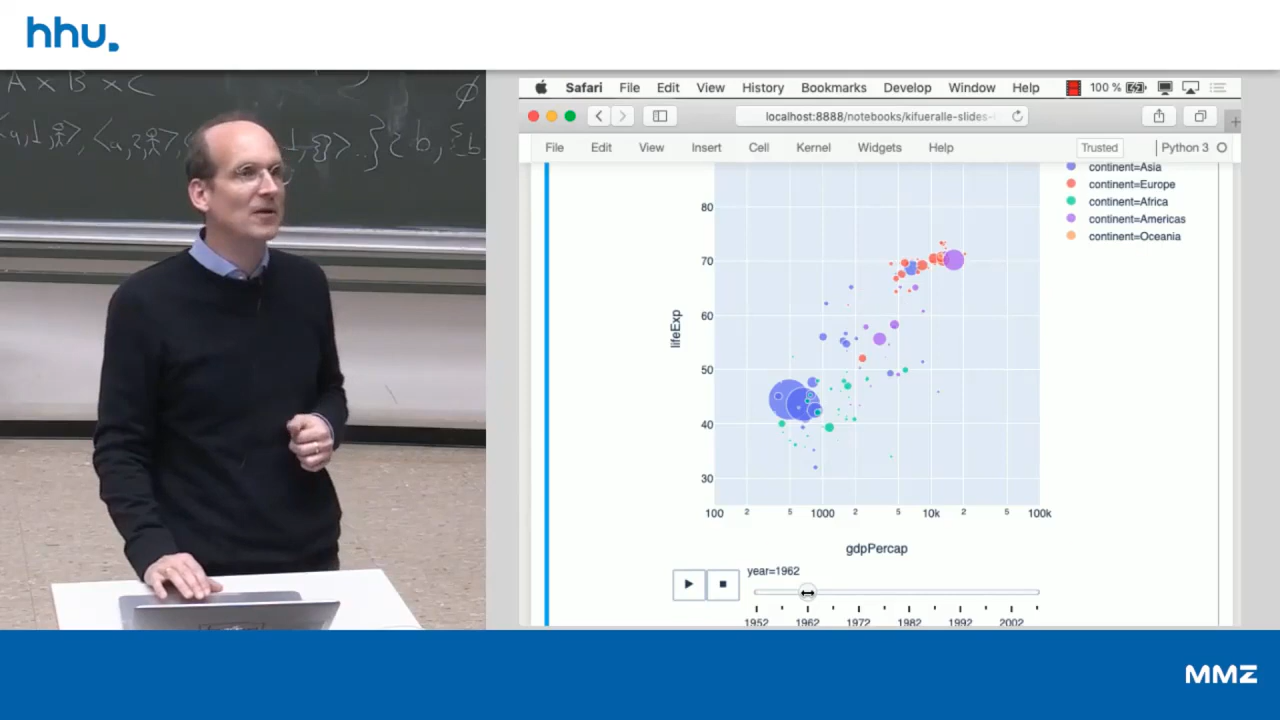 hhu.
A x B x C
Safari File Edit View History Bookmarks Develop Window Help 100 %
localhost:8888/notebooks/kifueralle-slides-
File Edit View Insert Cell Kernel Widgets Help Trusted Python 3
continent=Asia
continent=Europe
continent=Africa
continent=Americas
continent=Oceania
80
70
60
50
40
30
lifeExp
100 2 5 1000 2 5 10k 2 5 100k
gdpPercap
year=1962
1952 1962 1972 1982 1992 2002
MMZ